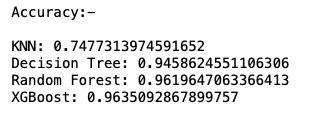 Accuracy:-
KNN: 0.7477313974591652
Decision Tree: 0.9458624551106306
Random Forest: 0.9619647063366413
XGBoost: 0.9635092867899757